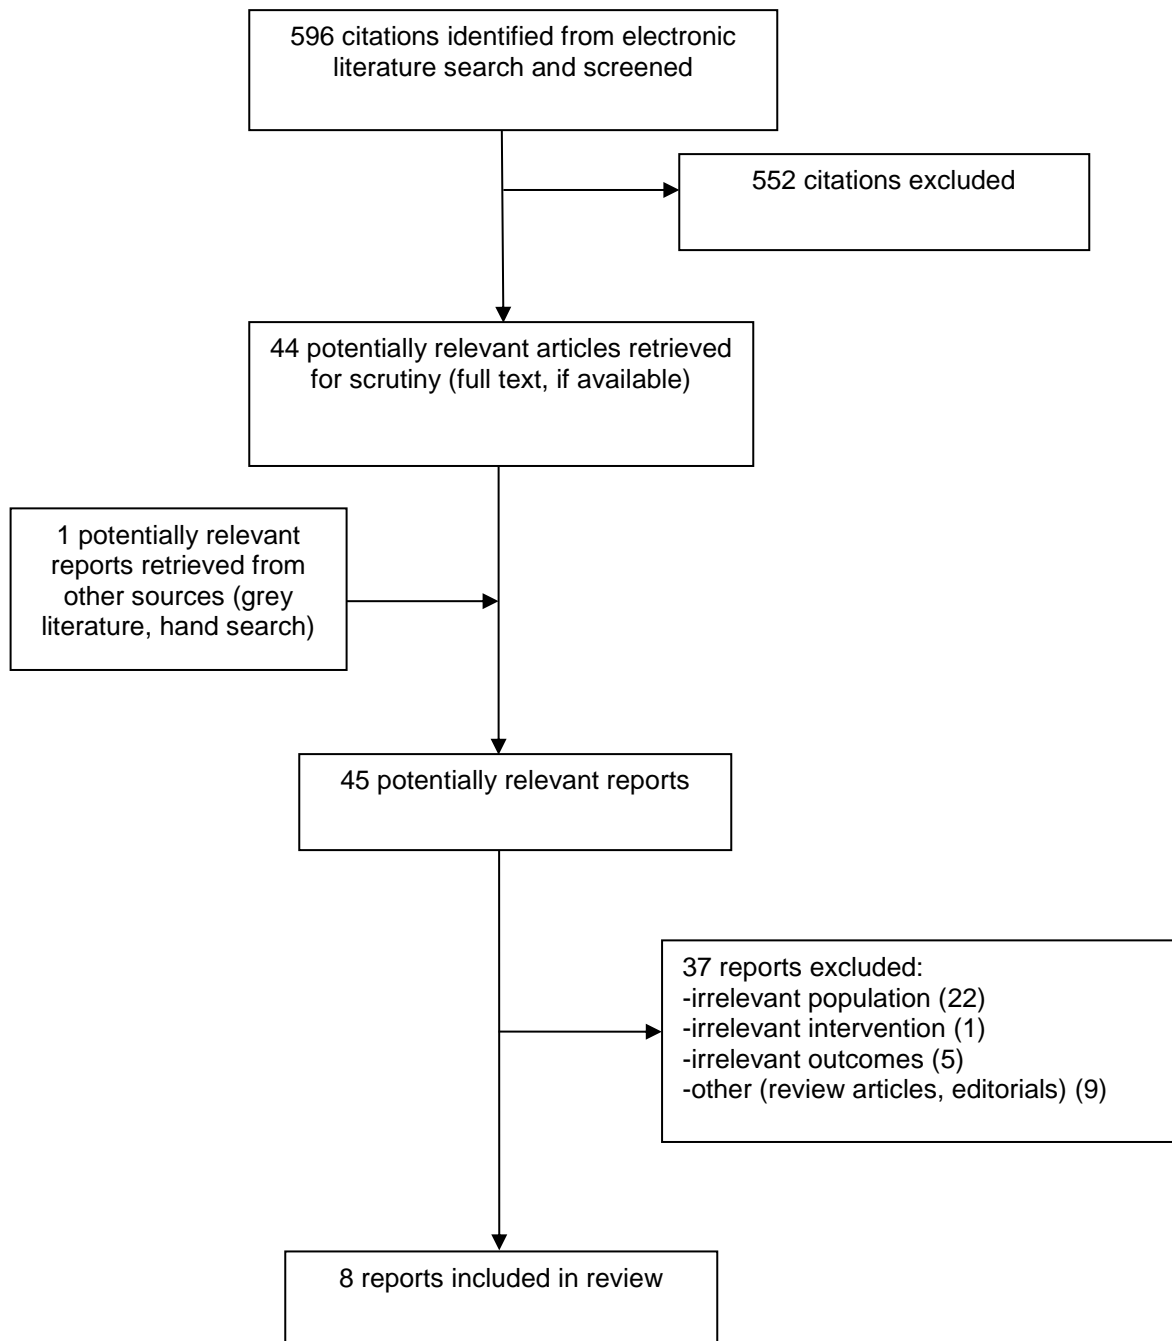 596 citations identified from electronic
literature search and screened
552 citations excluded
44 potentially relevant articles retrieved
for scrutiny (full text, if available)
1 potentially relevant
reports retrieved from
other sources (grey
literature, hand search)
45 potentially relevant reports
37 reports excluded:
-irrelevant population (22)
-irrelevant intervention (1)
-irrelevant outcomes (5)
-other (review articles, editorials) (9)
8 reports included in review